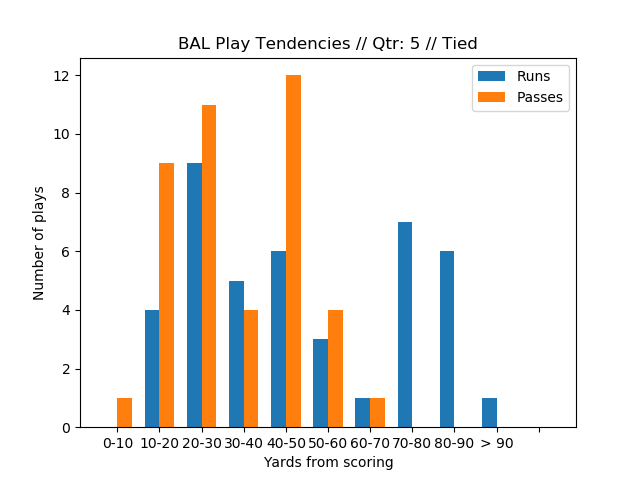 BAL Play Tendencies // Qtr: 5 // Tied
Runs
Passes
Number of plays
12
10
8
6
4
2
0
0-10 10-20 20-30 30-40 40-50 50-60 60-70 70-80 80-90 > 90
Yards from scoring